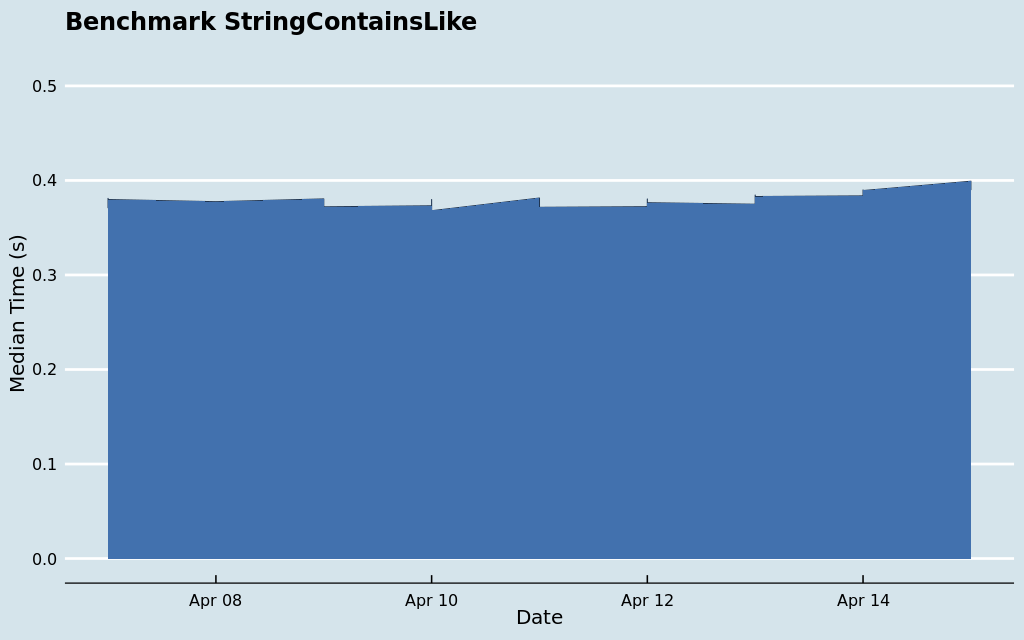 Benchmark StringContainsLike
0.5
0.4
0.3
0.2
0.1
0.0
Median Time (s)
Apr 08
Apr 10
Apr 12
Apr 14
Date